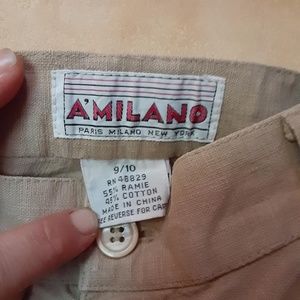 A'MILANO
PARIS MILANO NEW YORK
9/10
RN 48829
55% RAMIE
45% COTTON
MADE IN CHINA
SEE REVERSE FOR CARE